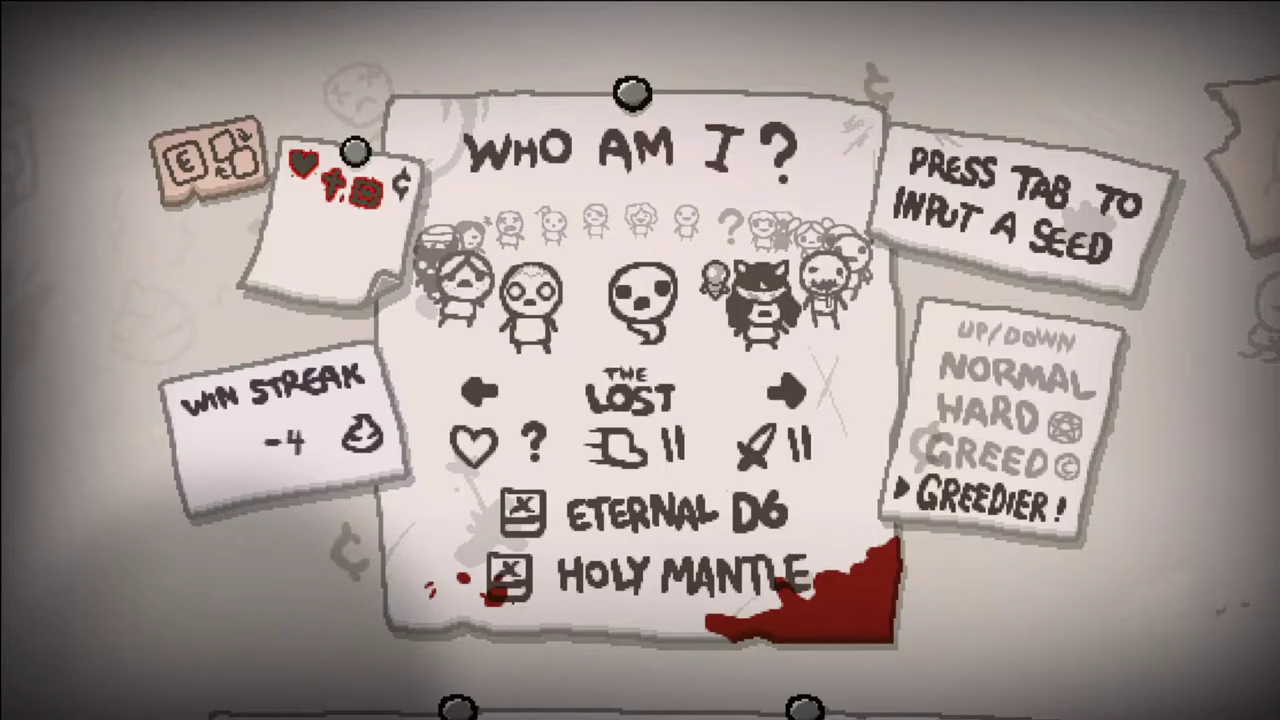 WHO AM I?
E
PRESS TAB TO
INPUT A SEED
WIN STREAK
-4
THE
LOST
?
ETERNAL D6
HOLY MANTLE
UP/DOWN
NORMAL
HARD
GREED
GREEDIER!